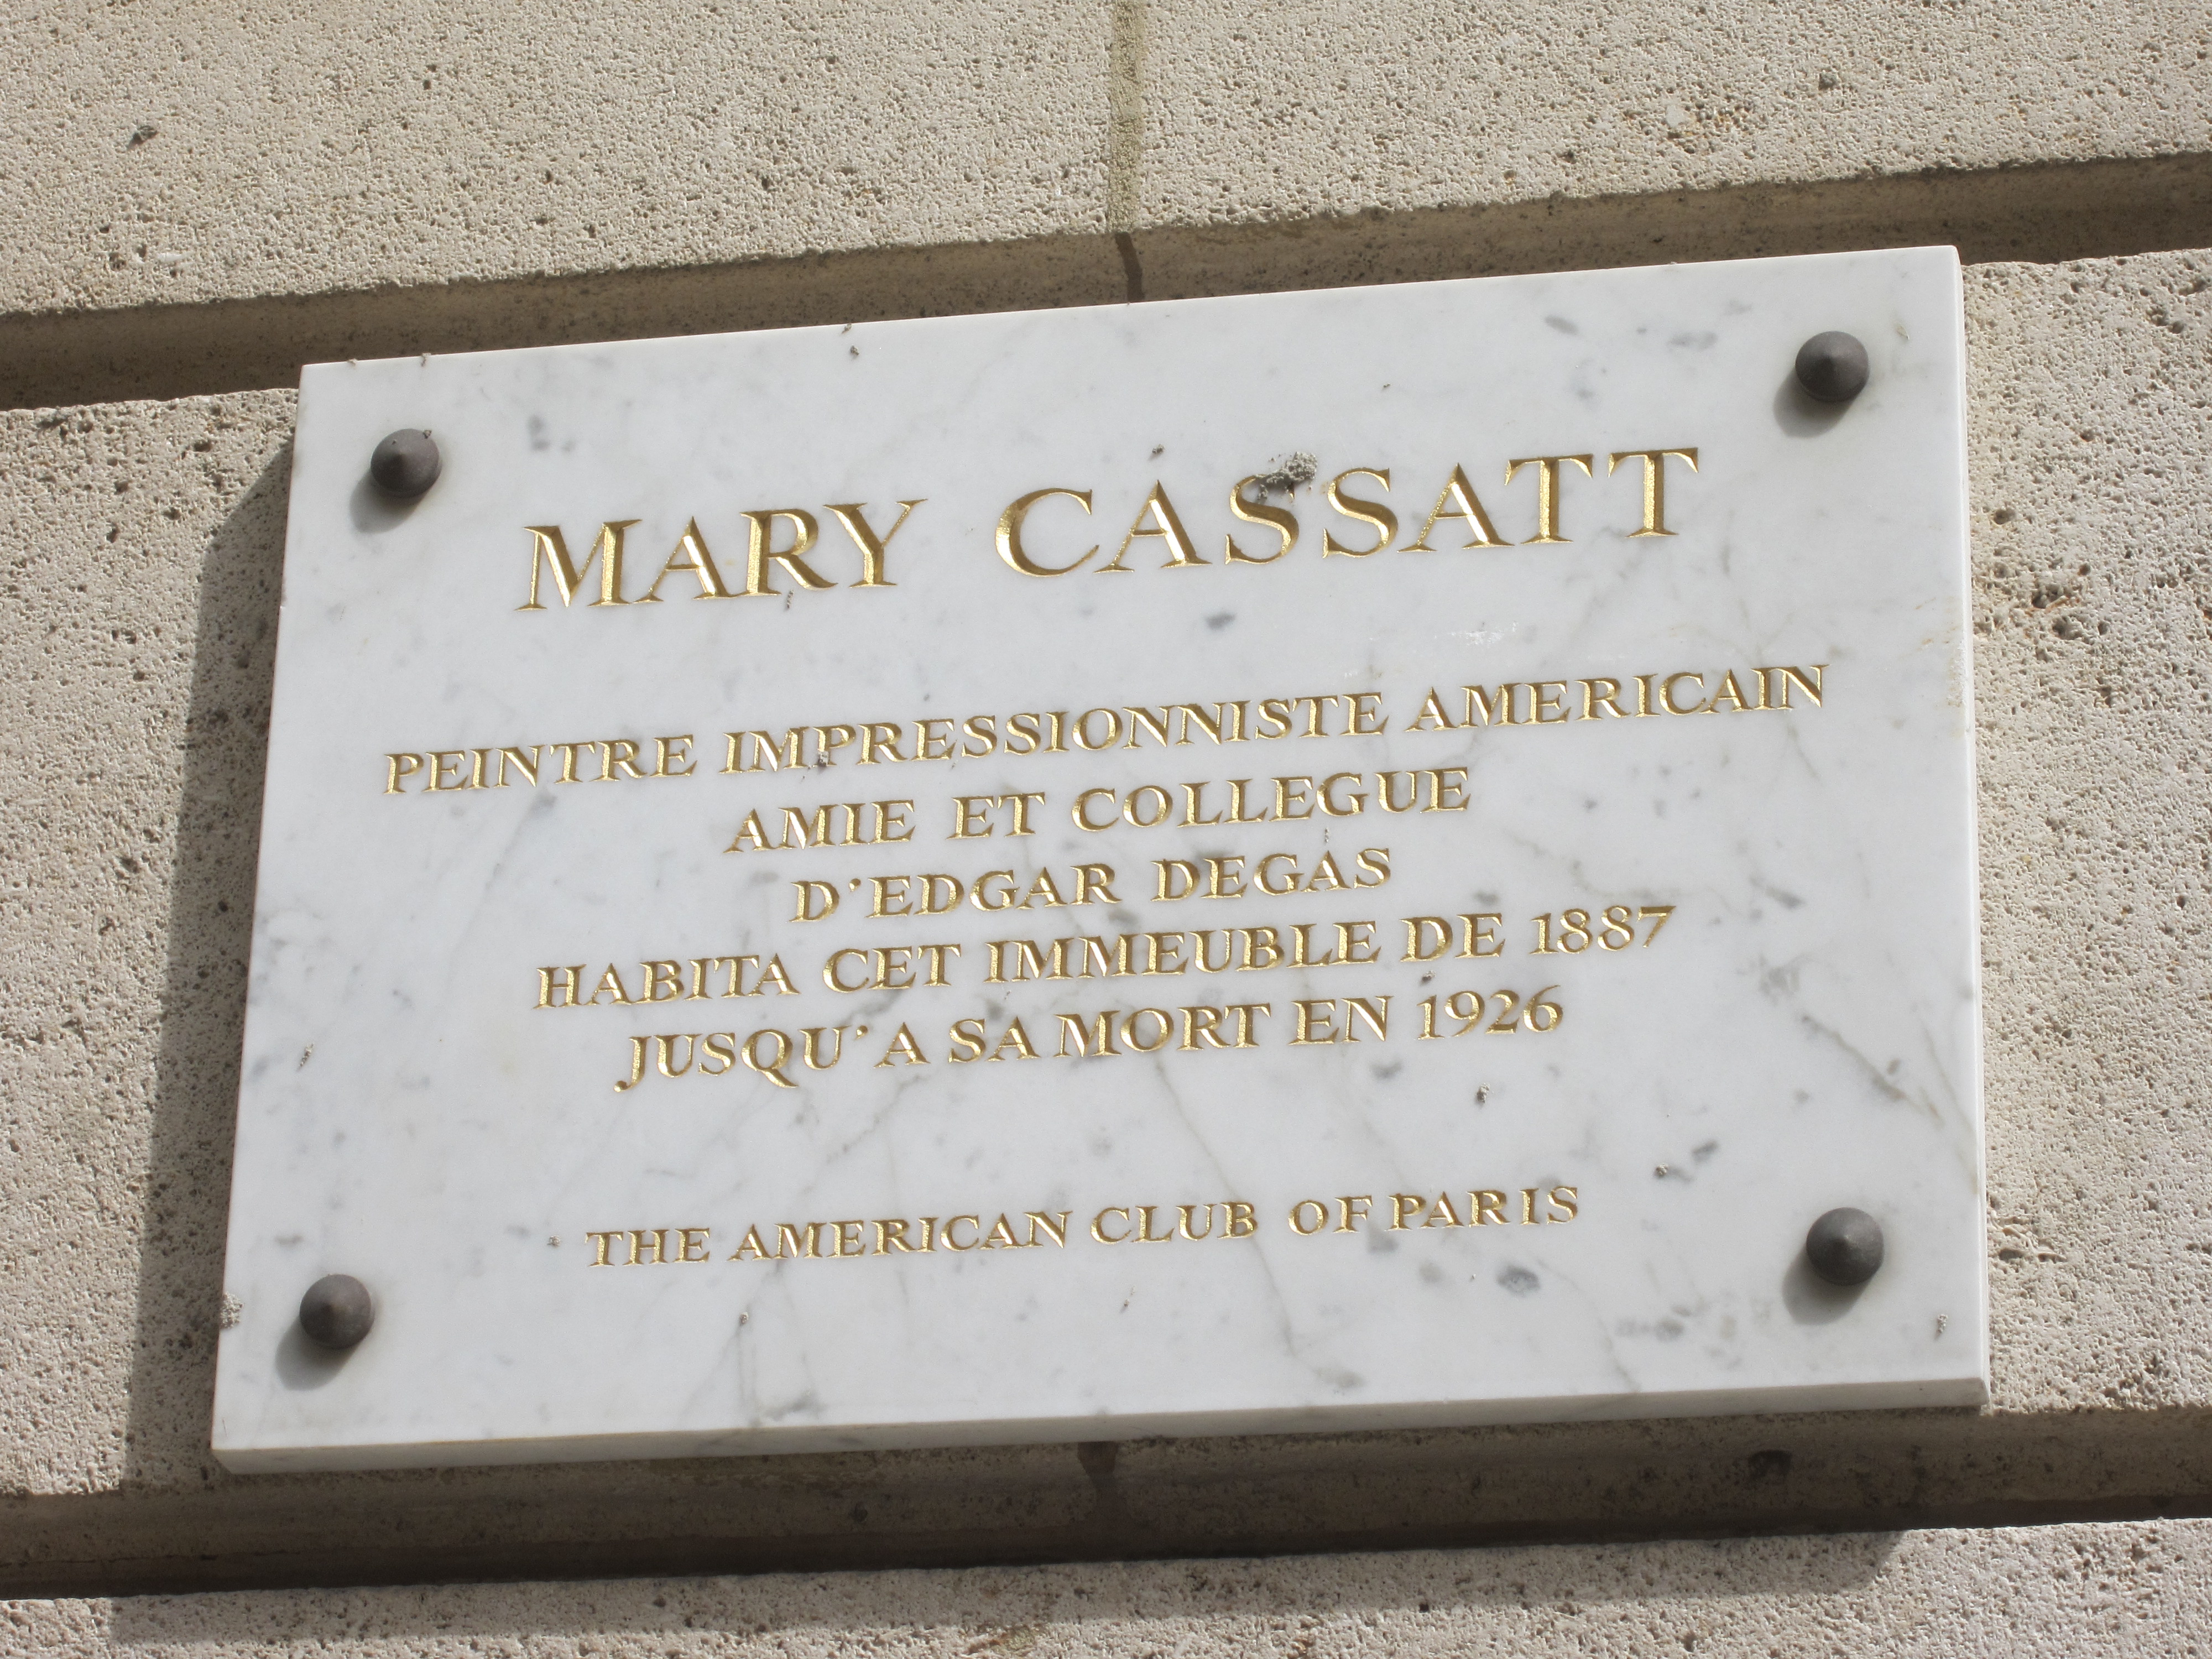 MARY CASSATT
PEINTRE IMPRESSIONNISTE AMERICAIN
AMIE ET COLLEGUE
D'EDGAR DEGAS
HABITA CET IMMEUBLE DE 1887
JUSQU'A SA MORT EN 1926
THE AMERICAN CLUB OF PARIS